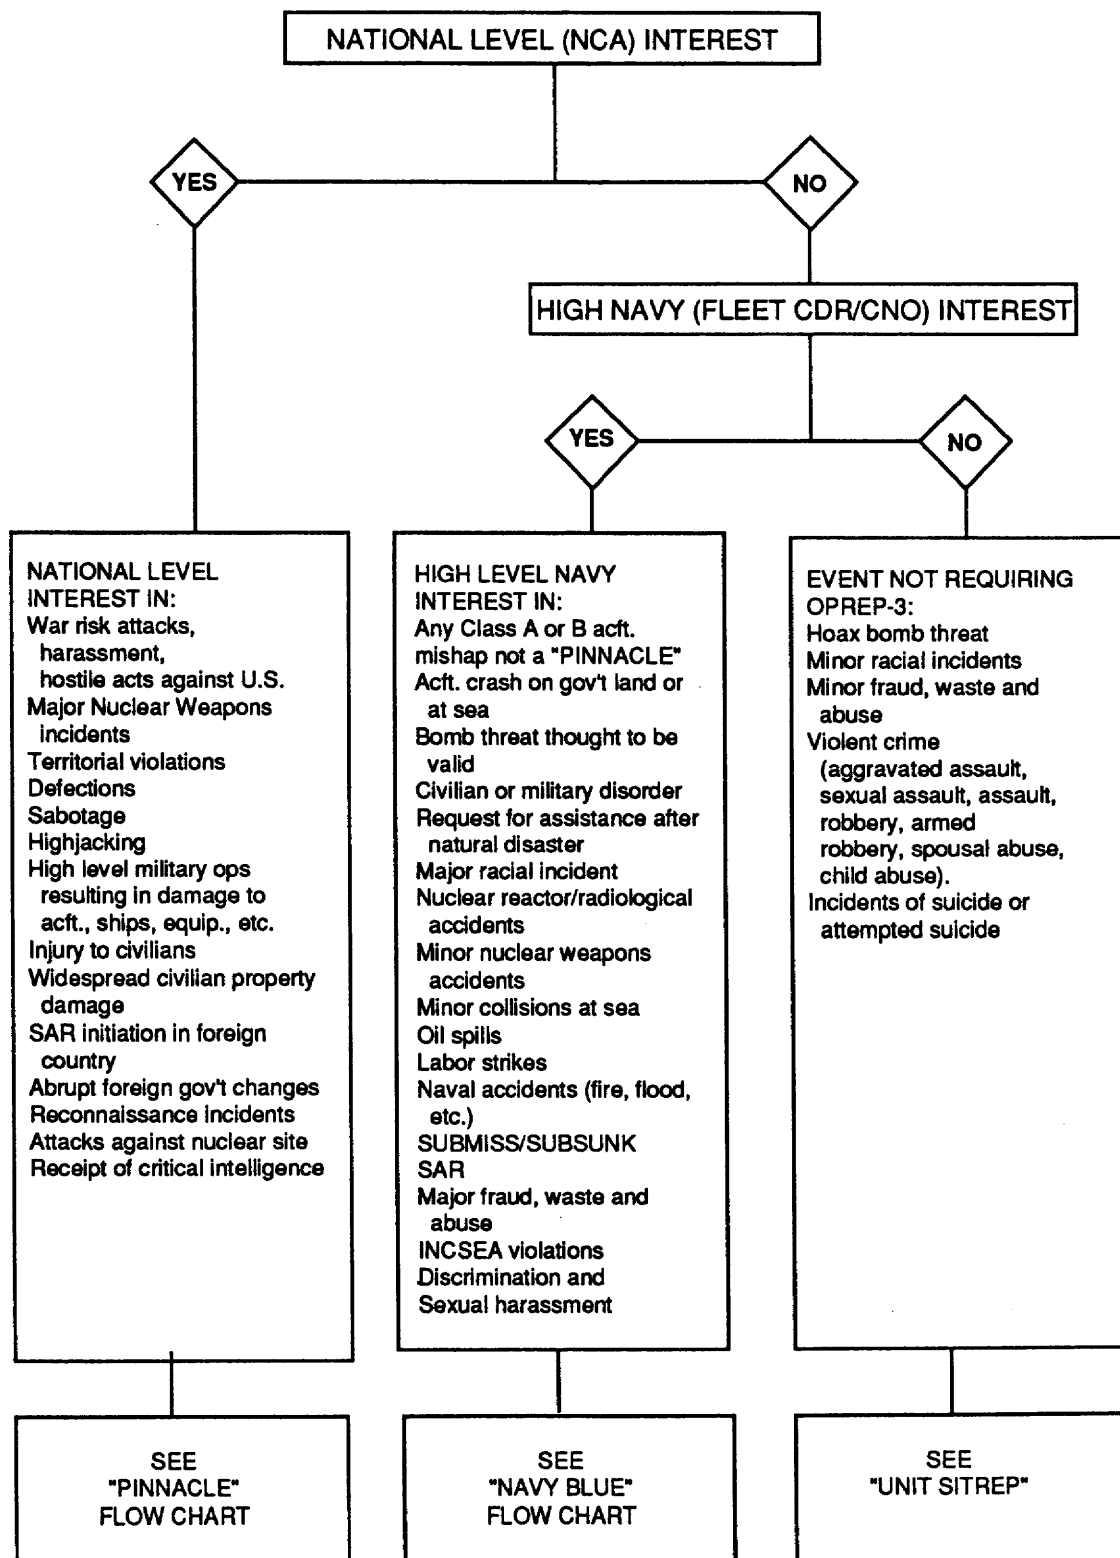 NATIONAL LEVEL (NCA) INTEREST
YES
NO
HIGH NAVY (FLEET CDR/CNO) INTEREST
YES
NO
NATIONAL LEVEL
INTEREST IN:
War risk attacks,
harassment,
hostile acts against U.S.
Major Nuclear Weapons
incidents
Territorial violations
Defections
Sabotage
Highjacking
High level military ops
resulting in damage to
acft., ships, equip., etc.
Injury to civilians
Widespread civilian property
damage
SAR initiation in foreign
country
Abrupt foreign gov't changes
Reconnaissance incidents
Attacks against nuclear site
Receipt of critical intelligence
HIGH LEVEL NAVY
INTEREST IN:
Any Class A or B acft.
mishap not a "PINNACLE"
Acft. crash on gov't land or
at sea
Bomb threat thought to be
valid
Civilian or military disorder
Request for assistance after
natural disaster
Major racial incident
Nuclear reactor/radiological
accidents
Minor nuclear weapons
accidents
Minor collisions at sea
Oil spills
Labor strikes
Naval accidents (fire, flood,
etc.)
SUBMISS/SUBSUNK
SAR
Major fraud, waste and
abuse
INCSEA violations
Discrimination and
Sexual harassment
EVENT NOT REQUIRING
OPREP-3:
Hoax bomb threat
Minor racial incidents
Minor fraud, waste and
abuse
Violent crime
(aggravated assault,
sexual assault, assault,
robbery, armed
robbery, spousal abuse,
child abuse).
Incidents of suicide or
attempted suicide
SEE
"PINNACLE"
FLOW CHART
SEE
"NAVY BLUE"
FLOW CHART
SEE
"UNIT SITREP"